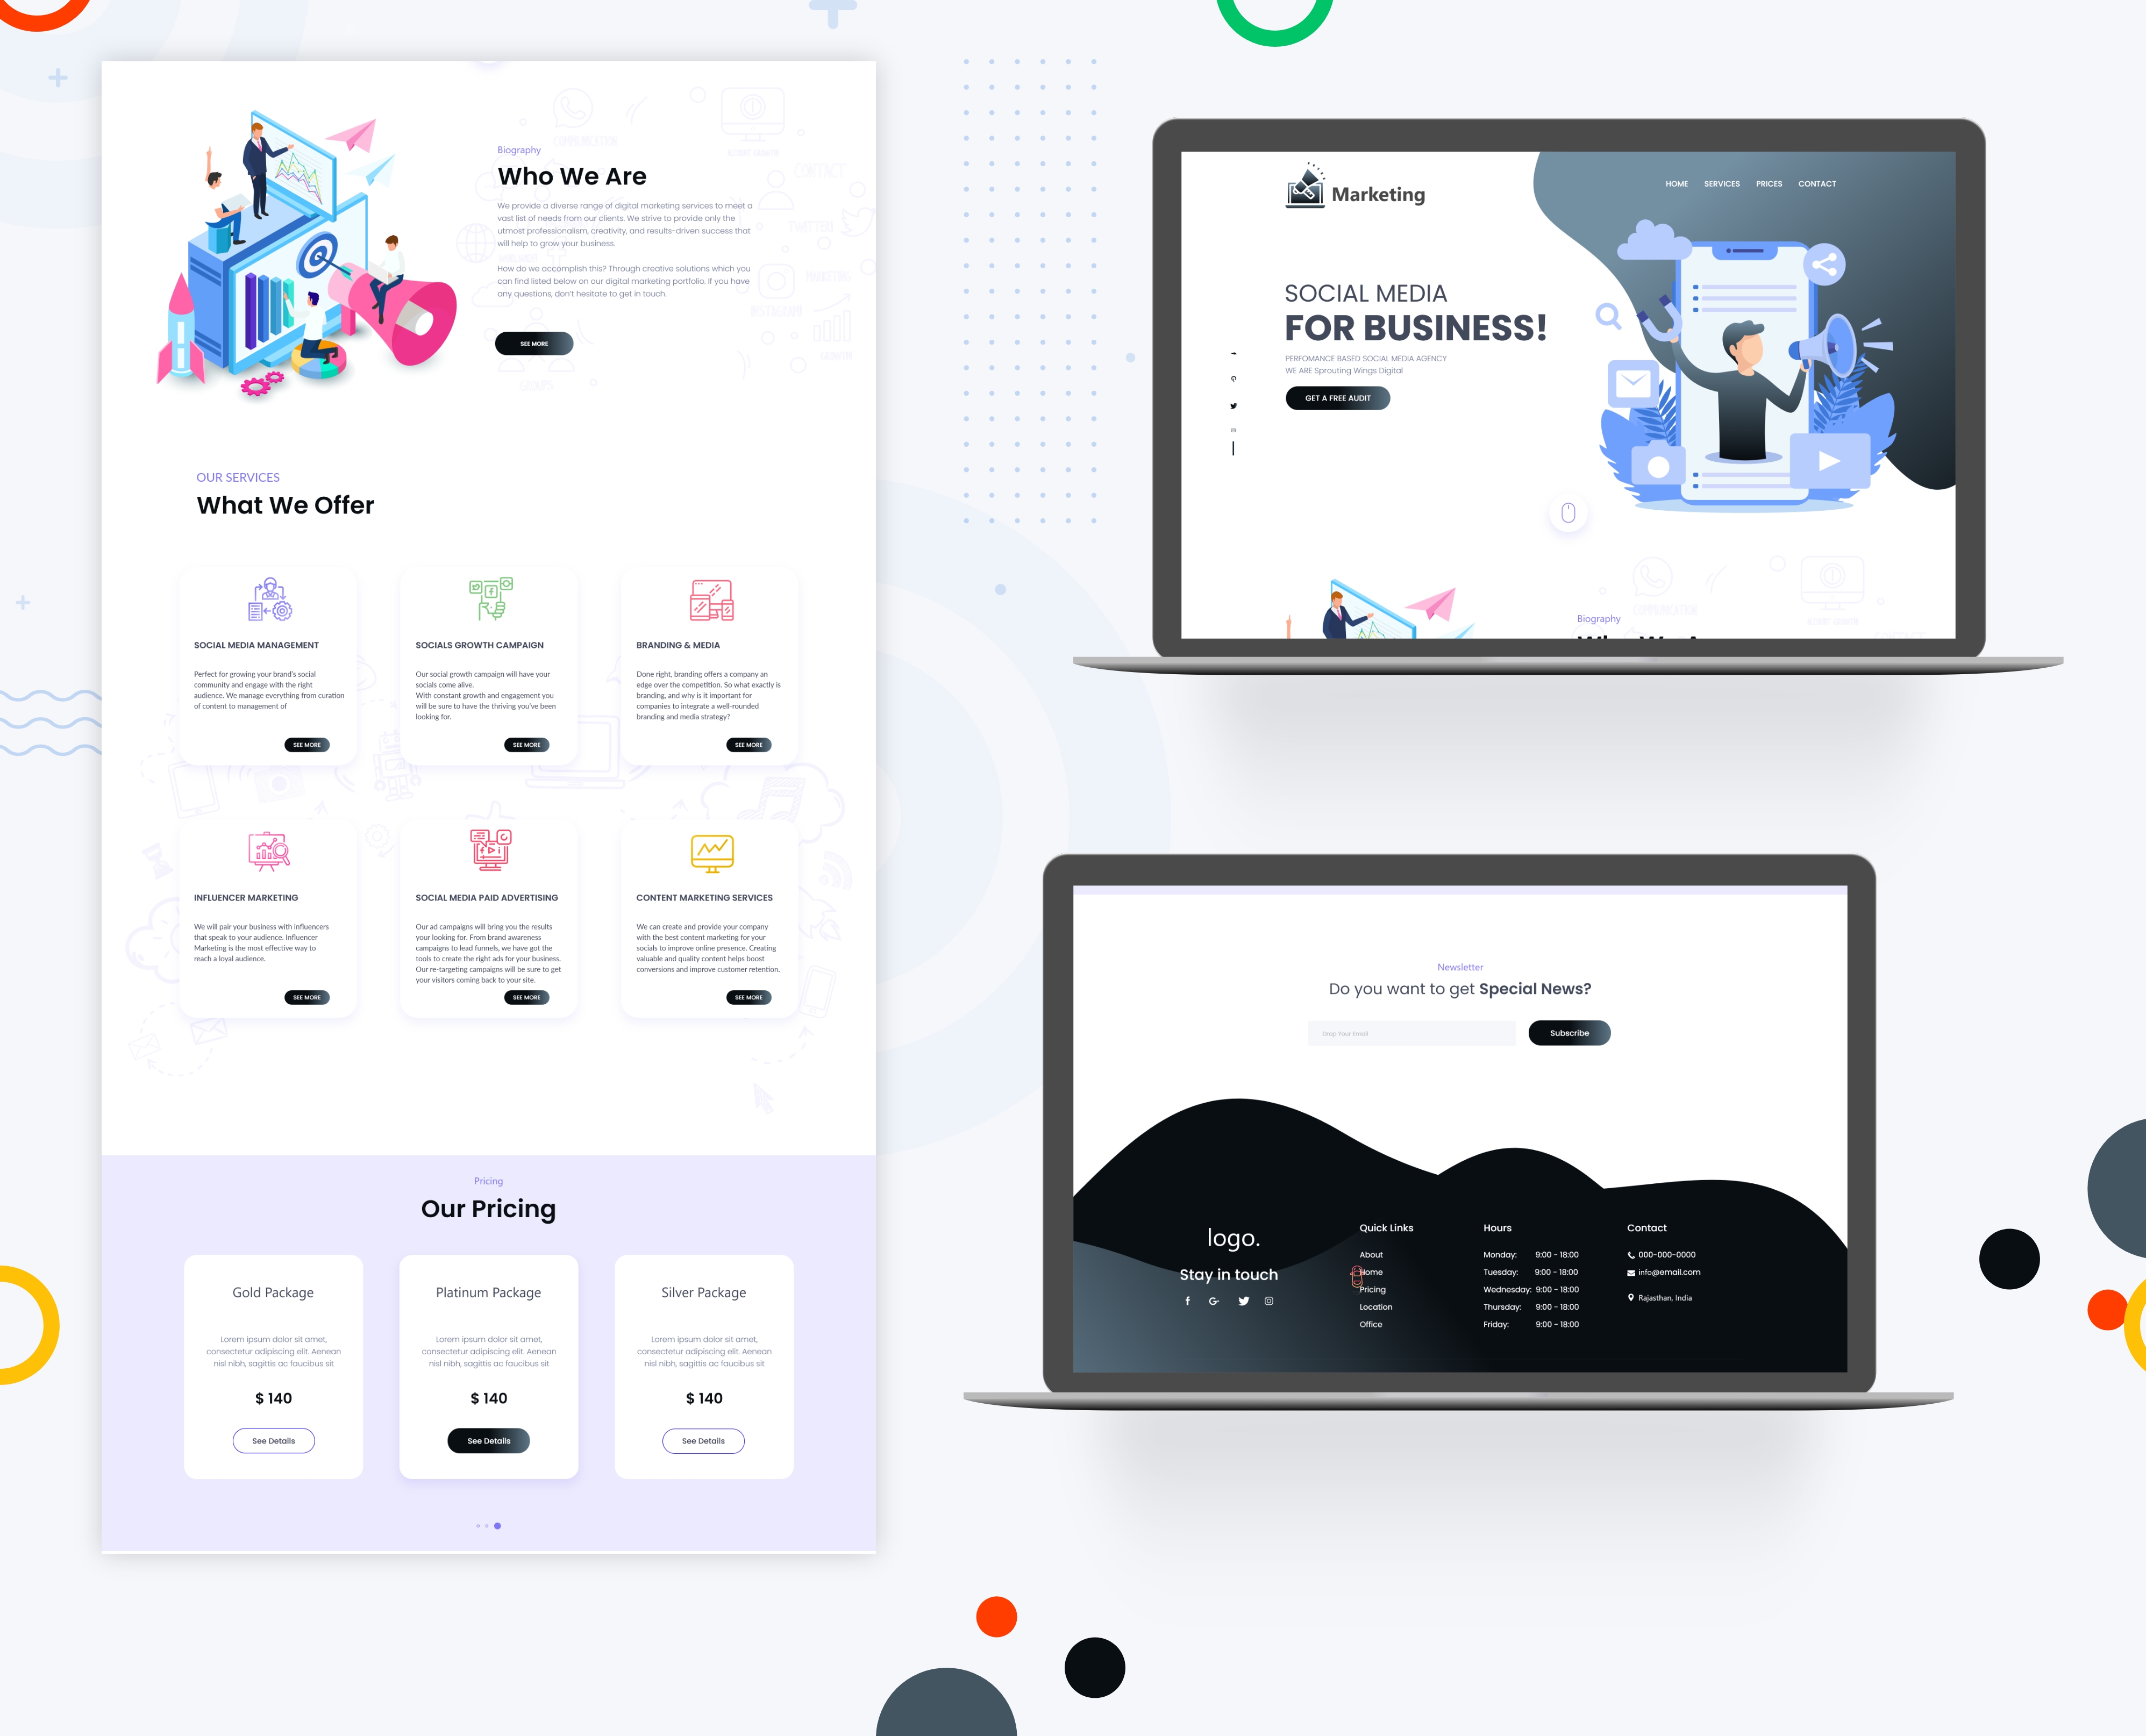 Biography
Who We Are
We provide a diverse range of digital marketing services to meet a
vast list of needs from our clients. We strive to provide only the
utmost professionalism, creativity, and results-driven success that
will help to grow your business.
How do we accomplish this? Through creative solutions which you
can find listed below on our digital marketing portfolio. If you have
any questions, don't hesitate to get in touch.
SEE MORE
COMMUNICATION
CONTACT
TWITTER
MARKETING
INSTAGRAM
GROWTH
GROUPS
OUR SERVICES
What We Offer
SOCIAL MEDIA MANAGEMENT
Perfect for growing your brand's social
community and engage with the right
audience. We manage everything from curation
of content to management of
SEE MORE
SOCIALS GROWTH CAMPAIGN
Our social growth campaign will have your
socials come alive.
With constant growth and engagement you
will be sure to have the thriving you've been
looking for.
SEE MORE
BRANDING & MEDIA
Done right, branding offers a company an
edge over the competition. So what exactly is
branding, and why is it important for
companies to integrate a well-rounded
branding and media strategy?
SEE MORE
INFLUENCER MARKETING
We will pair your business with influencers
that speak to your audience. Influencer
Marketing is the most effective way to
reach a loyal audience.
SEE MORE
SOCIAL MEDIA PAID ADVERTISING
Our ad campaigns will bring you the results
your looking for. From brand awareness
campaigns to lead funnels, we have got the
tools to create the right ads for your business.
Our re-targeting campaigns will be sure to get
your visitors coming back to your site.
SEE MORE
CONTENT MARKETING SERVICES
We can create and provide your company
with the best content marketing for your
socials to improve online presence. Creating
valuable and quality content helps boost
conversions and improve customer retention.
SEE MORE
Pricing
Our Pricing
Gold Package
Lorem ipsum dolor sit amet,
consectetur adipiscing elit. Aenean
nisl nibh, sagittis ac faucibus sit
$ 140
See Details
Platinum Package
Lorem ipsum dolor sit amet,
consectetur adipiscing elit. Aenean
nisl nibh, sagittis ac faucibus sit
$ 140
See Details
Silver Package
Lorem ipsum dolor sit amet,
consectetur adipiscing elit. Aenean
nisl nibh, sagittis ac faucibus sit
$ 140
See Details
Marketing
HOME SERVICES PRICES CONTACT
SOCIAL MEDIA
FOR BUSINESS!
PERFOMANCE BASED SOCIAL MEDIA AGENCY
WE ARE Sprouting Wings Digital
GET A FREE AUDIT
COMMUNICATION
Biography
Newsletter
Do you want to get Special News?
Drop Your Email
Subscribe
logo.
Stay in touch
Quick Links
About
Home
Pricing
Location
Office
Hours
Monday: 9:00 - 18:00
Tuesday: 9:00 - 18:00
Wednesday: 9:00 - 18:00
Thursday: 9:00 - 18:00
Friday: 9:00 - 18:00
Contact
000-000-0000
info@email.com
Rajasthan, India